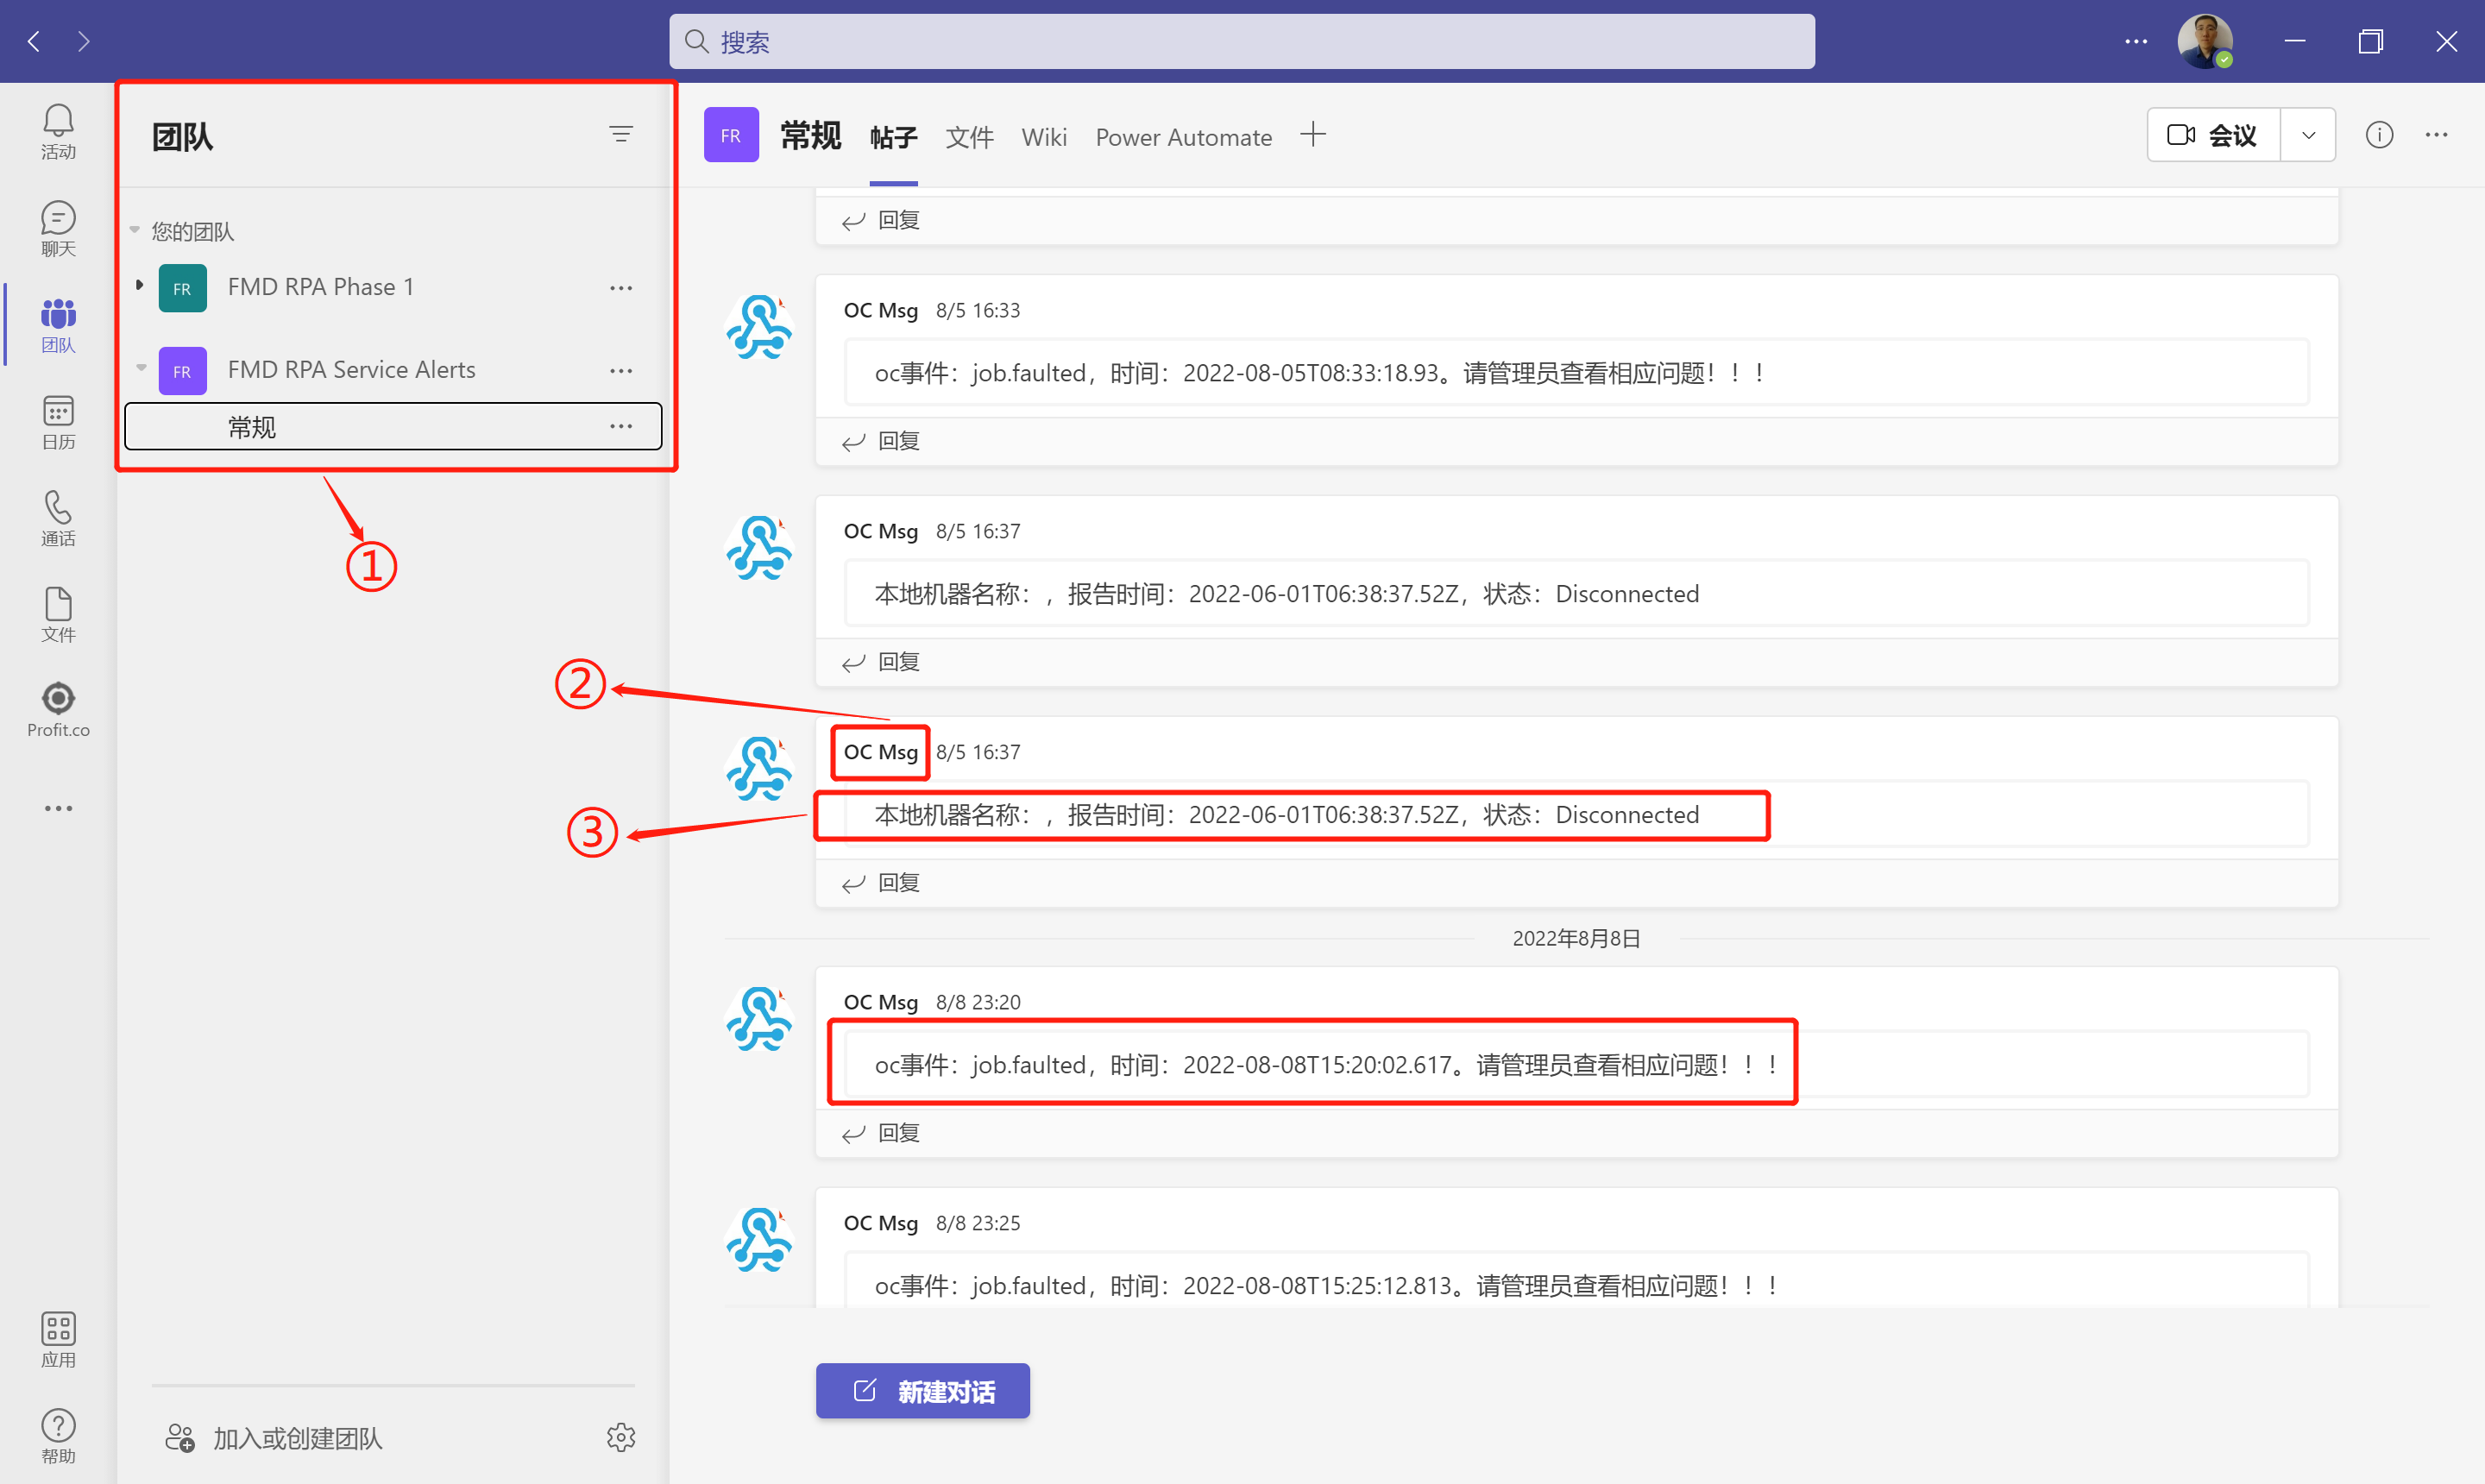 搜索
活动
聊天
团队
日历
通话
文件
Profit.co
应用
帮助
团队
您的团队
FR FMD RPA Phase 1
FR FMD RPA Service Alerts
常规
①
②
③
加入或创建团队
FR 常规 帖子 文件 Wiki Power Automate
会议
回复
OC Msg 8/5 16:33
oc事件：job.faulted，时间：2022-08-05T08:33:18.93。请管理员查看相应问题！！！
回复
OC Msg 8/5 16:37
本地机器名称：，报告时间：2022-06-01T06:38:37.52Z，状态：Disconnected
回复
OC Msg 8/5 16:37
本地机器名称：，报告时间：2022-06-01T06:38:37.52Z，状态：Disconnected
回复
2022年8月8日
OC Msg 8/8 23:20
oc事件：job.faulted，时间：2022-08-08T15:20:02.617。请管理员查看相应问题！！！
回复
OC Msg 8/8 23:25
oc事件：job.faulted，时间：2022-08-08T15:25:12.813。请管理员查看相应问题！！！
新建对话